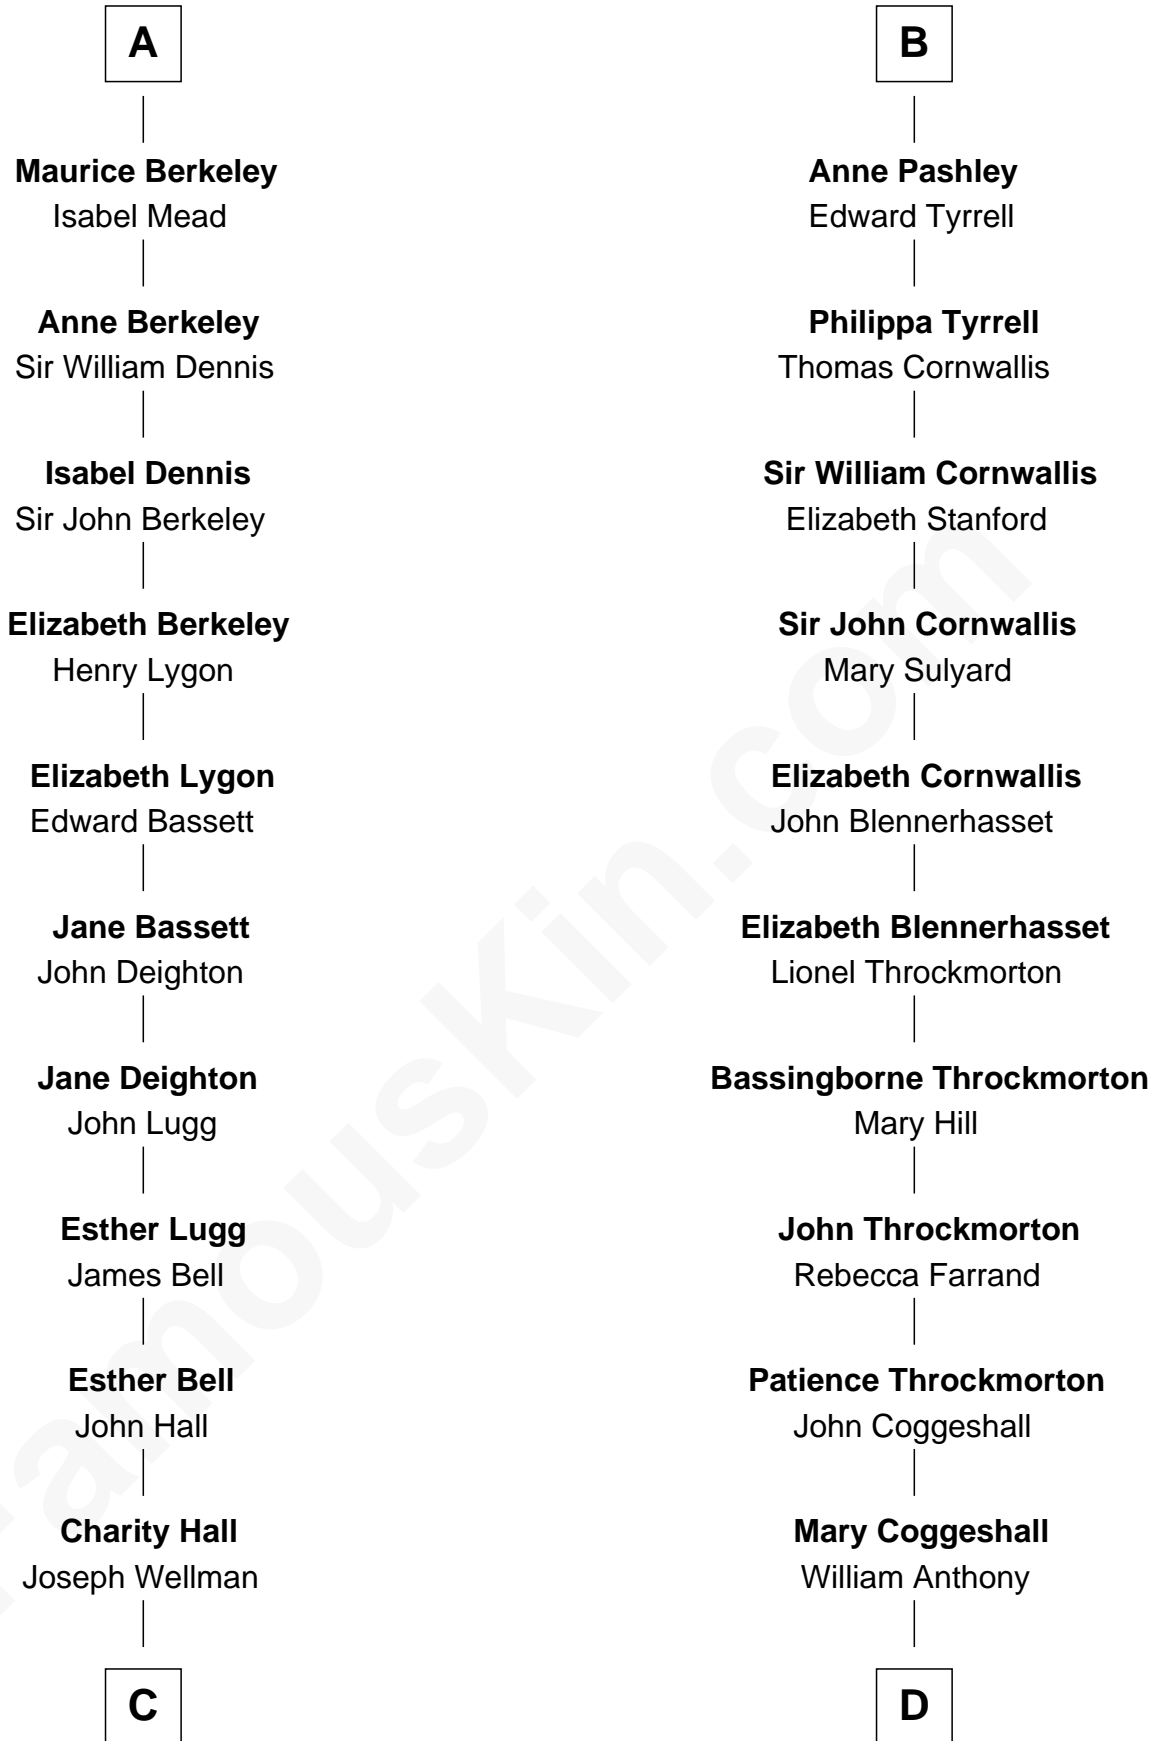 A
Maurice Berkeley
Isabel Mead
Anne Berkeley
Sir William Dennis
Isabel Dennis
Sir John Berkeley
Elizabeth Berkeley
Henry Lygon
Elizabeth Lygon
Edward Bassett
Jane Bassett
John Deighton
Jane Deighton
John Lugg
Esther Lugg
James Bell
Esther Bell
John Hall
Charity Hall
Joseph Wellman
C
B
Anne Pashley
Edward Tyrrell
Philippa Tyrrell
Thomas Cornwallis
Sir William Cornwallis
Elizabeth Stanford
Sir John Cornwallis
Mary Sulyard
Elizabeth Cornwallis
John Blennerhasset
Elizabeth Blennerhasset
Lionel Throckmorton
Bassingborne Throckmorton
Mary Hill
John Throckmorton
Rebecca Farrand
Patience Throckmorton
John Coggeshall
Mary Coggeshall
William Anthony
D
FamousKin.com